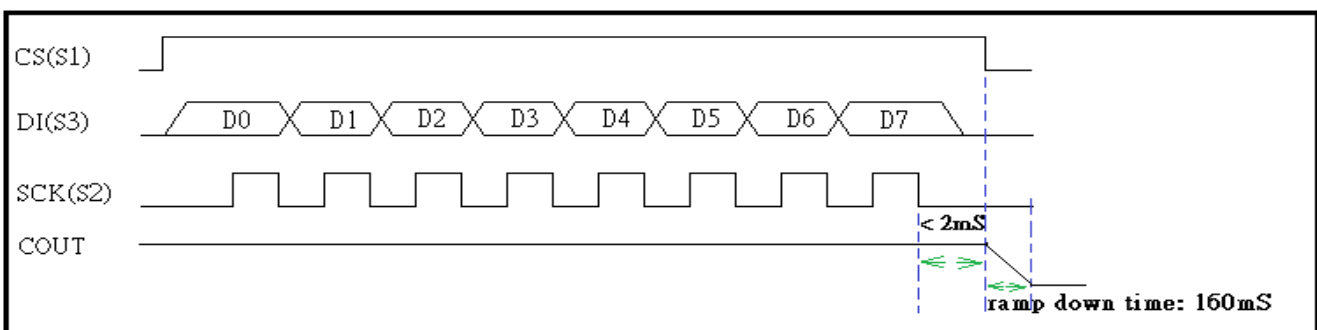 CS(S1)
DI(S3) D0 D1 D2 D3 D4 D5 D6 D7
SCK(S2)
< 2mS
COUT
ramp down time: 160mS